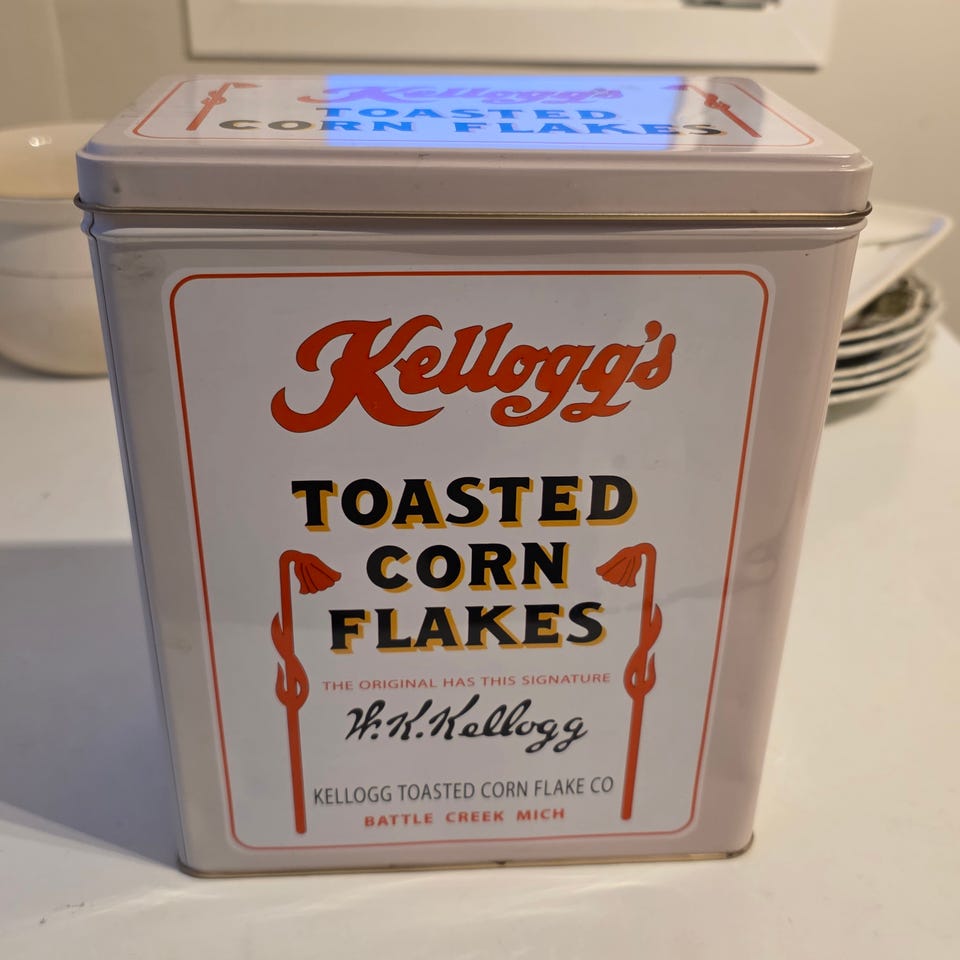 Kellogg's
TOASTED
CORN FLAKES
Kellogg's
TOASTED
CORN
FLAKES
THE ORIGINAL HAS THIS SIGNATURE
W.K.Kellogg
KELLOGG TOASTED CORN FLAKE CO
BATTLE CREEK MICH